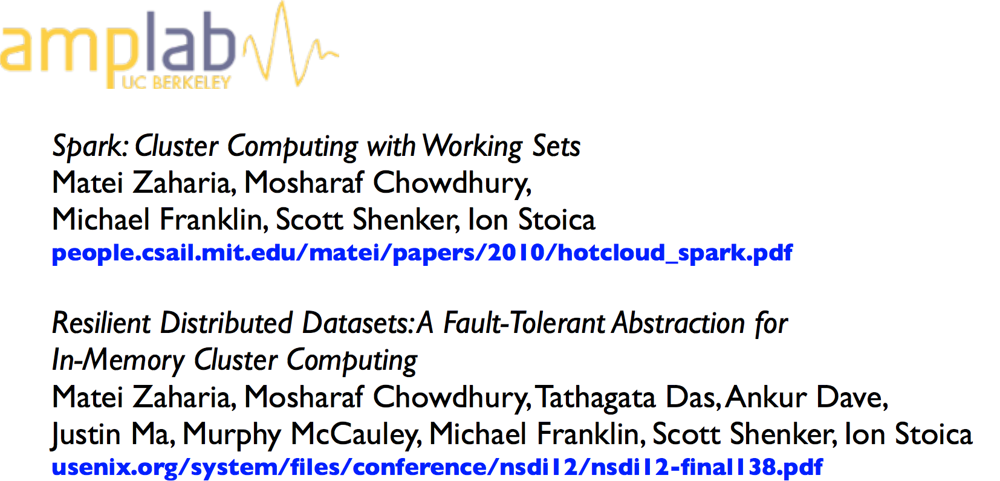 amplab
UC BERKELEY
Spark: Cluster Computing with Working Sets
Matei Zaharia, Mosharaf Chowdhury,
Michael Franklin, Scott Shenker, Ion Stoica
people.csail.mit.edu/matei/papers/2010/hotcloud_spark.pdf
Resilient Distributed Datasets: A Fault-Tolerant Abstraction for
In-Memory Cluster Computing
Matei Zaharia, Mosharaf Chowdhury, Tathagata Das, Ankur Dave,
Justin Ma, Murphy McCauley, Michael Franklin, Scott Shenker, Ion Stoica
usenix.org/system/files/conference/nsdi12/nsdi12-final138.pdf